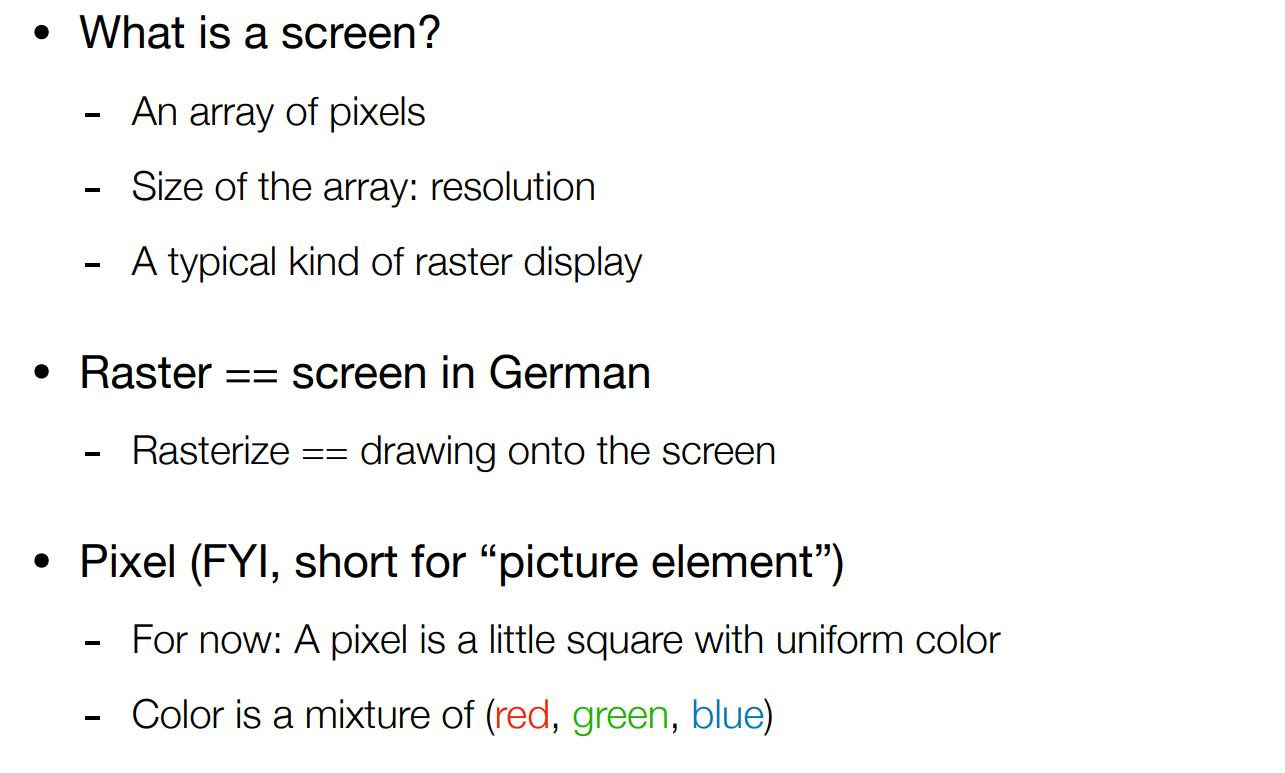 • What is a screen?
- An array of pixels
- Size of the array: resolution
- A typical kind of raster display
• Raster == screen in German
- Rasterize == drawing onto the screen
• Pixel (FYI, short for “picture element”)
- For now: A pixel is a little square with uniform color
- Color is a mixture of (red, green, blue)